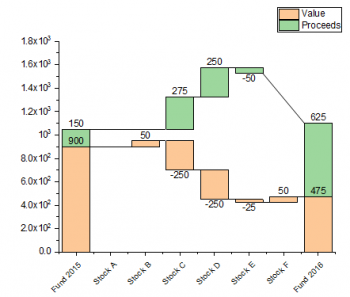 Value
Proceeds
1.8x10³
1.6x10³
1.4x10³
1.2x10³
10³
8.0x10²
6.0x10²
4.0x10²
2.0x10²
0.0
150
900
50
275
-250
250
-250
-50
-25
50
625
475
Fund 2015
Stock A
Stock B
Stock C
Stock D
Stock E
Stock F
Fund 2016